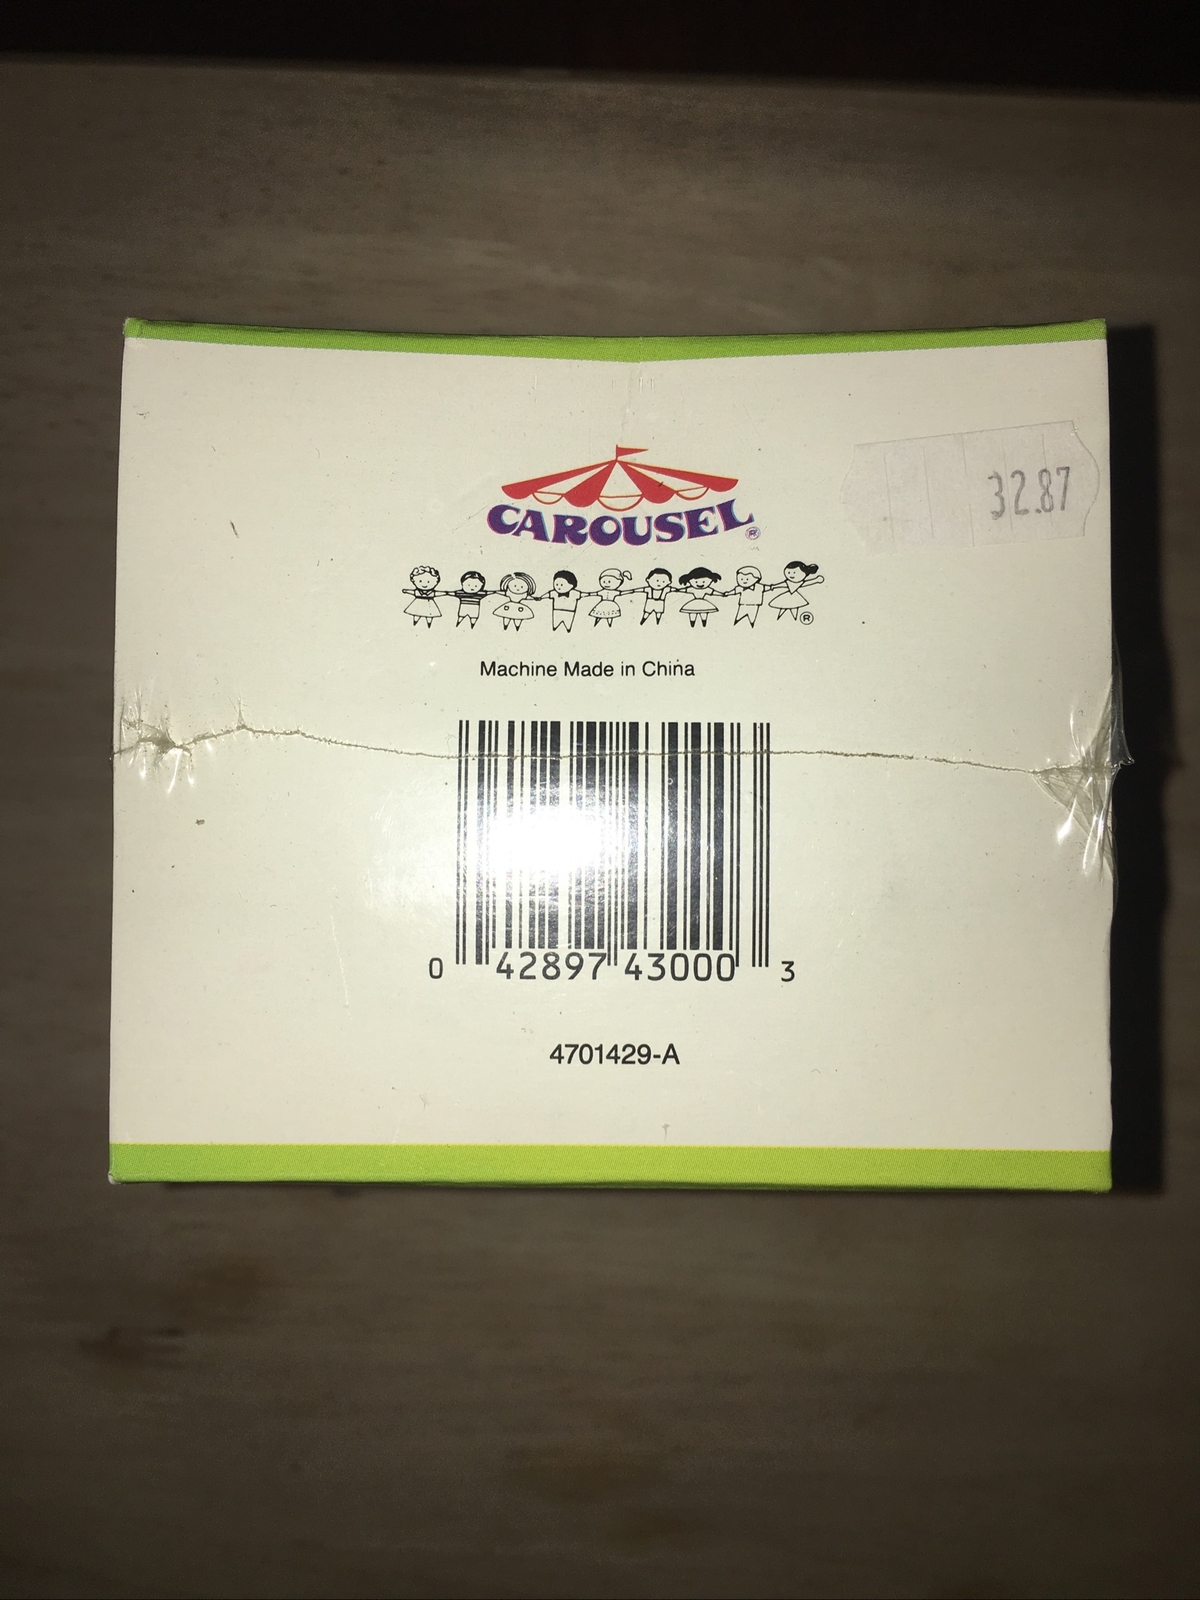 32.87
CAROUSEL®
®
Machine Made in China
0 42897 43000 3
4701429-A